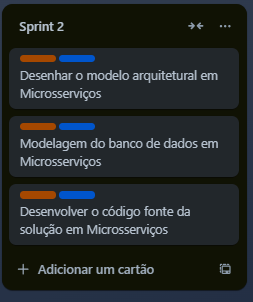 Sprint 2
Desenhar o modelo arquitetural em
Microsserviços
Modelagem do banco de dados em
Microsserviços
Desenvolver o código fonte da
solução em Microsserviços
Adicionar um cartão